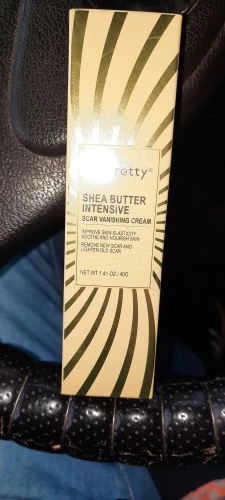 retty®
SHEA BUTTER
INTENSIVE
SCAR VANISHING CREAM
IMPROVE SKIN ELASTICITY
SOOTHE AND NOURISH SKIN
REMOVE NEW SCAR AND
LIGHTEN OLD SCAR
NET WT 1.41 OZ / 40G